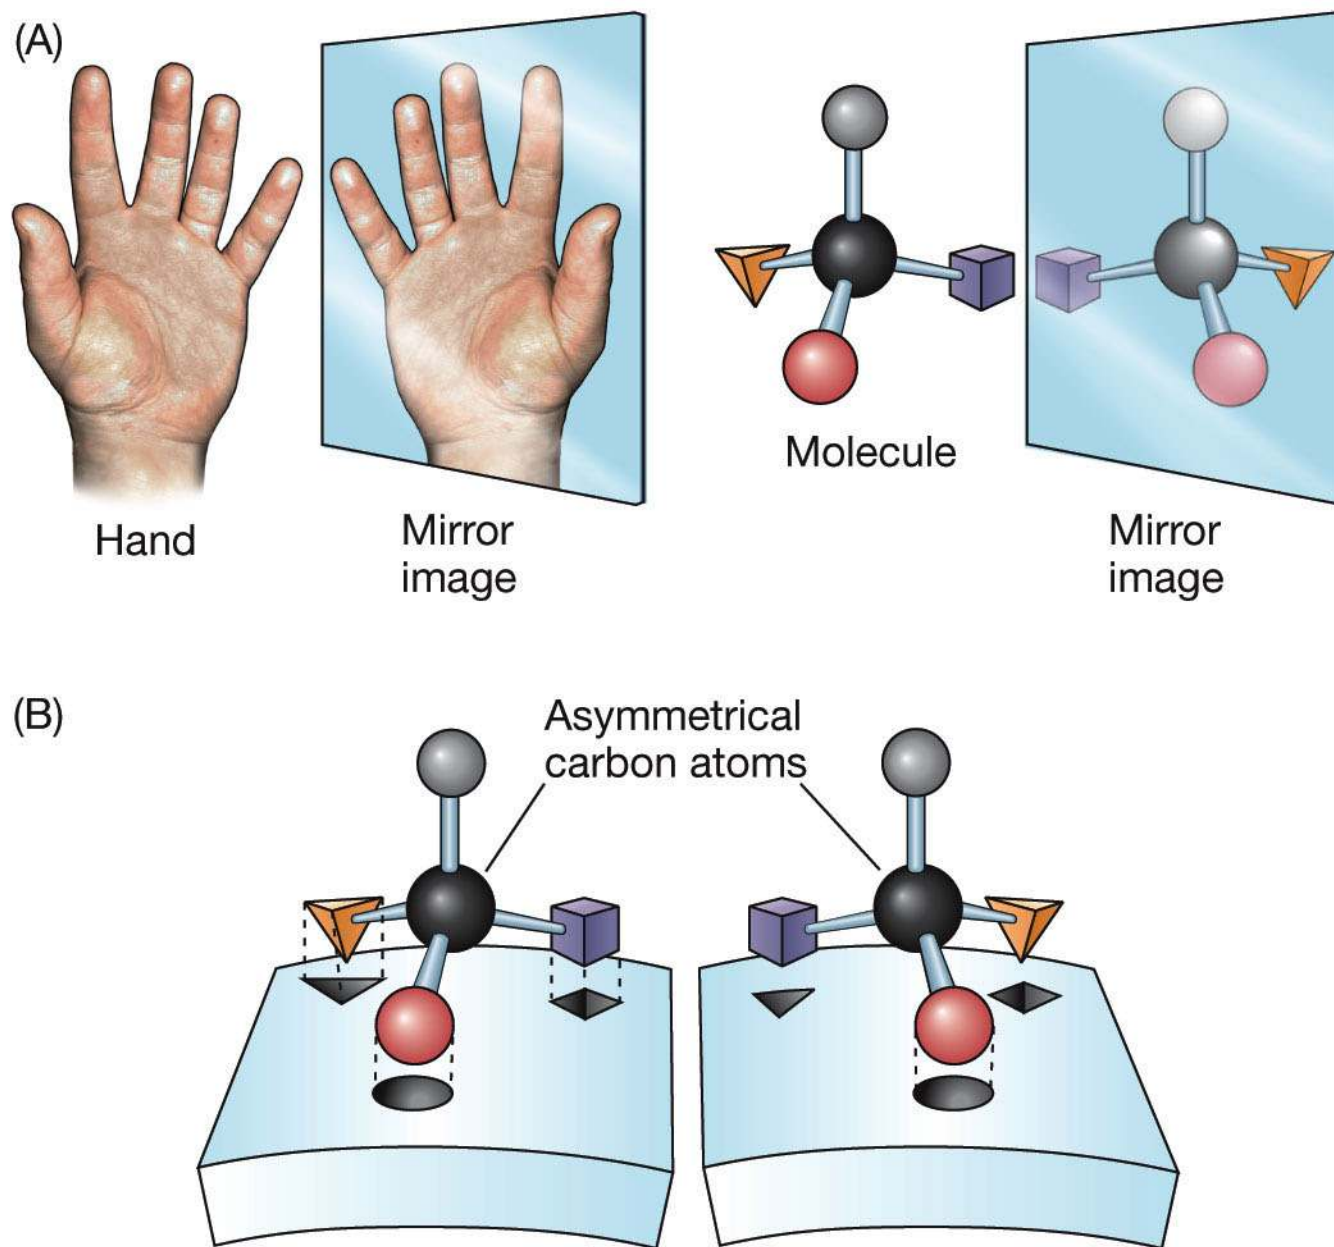 (A)
Hand
Mirror
image
Molecule
Mirror
image
(B)
Asymmetrical
carbon atoms